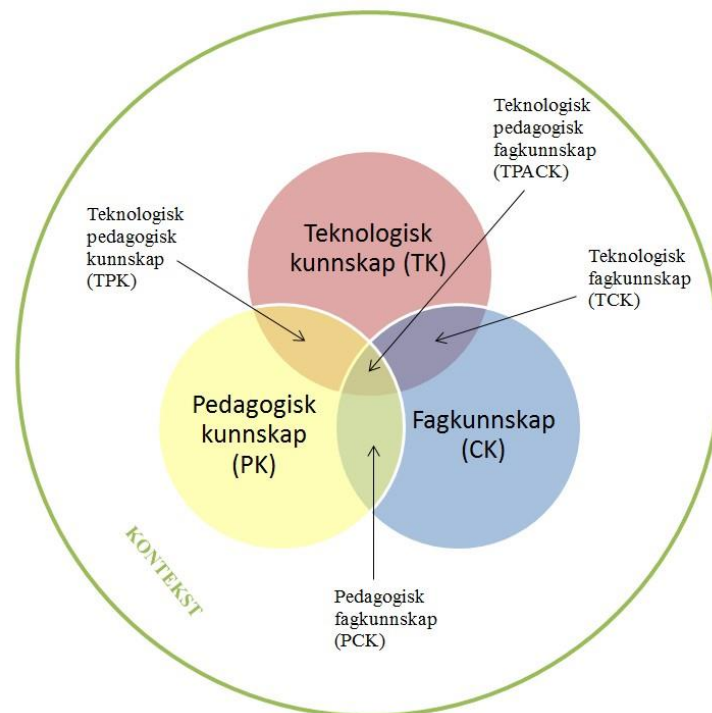 Teknologisk
pedagogisk
fagkunnskap
(TPACK)
Teknologisk
pedagogisk
kunnskap
(TPK)
Teknologisk
kunnskap (TK)
Teknologisk
fagkunnskap
(TCK)
Pedagogisk
kunnskap
(PK)
Fagkunnskap
(CK)
KONTEKST
Pedagogisk
fagkunnskap
(PCK)